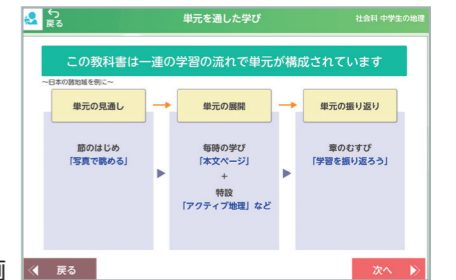 戻る
単元を通した学び
社会科 中学生の地理
この教科書は一連の学習の流れで単元が構成されています
~日本の諸地域を例に~
単元の見通し
単元の展開
単元の振り返り
節のはじめ
「写真で眺める」
毎時の学び
「本文ページ」
+
特設
「アクティブ地理」など
章のむすび
「学習を振り返ろう」
戻る
次へ